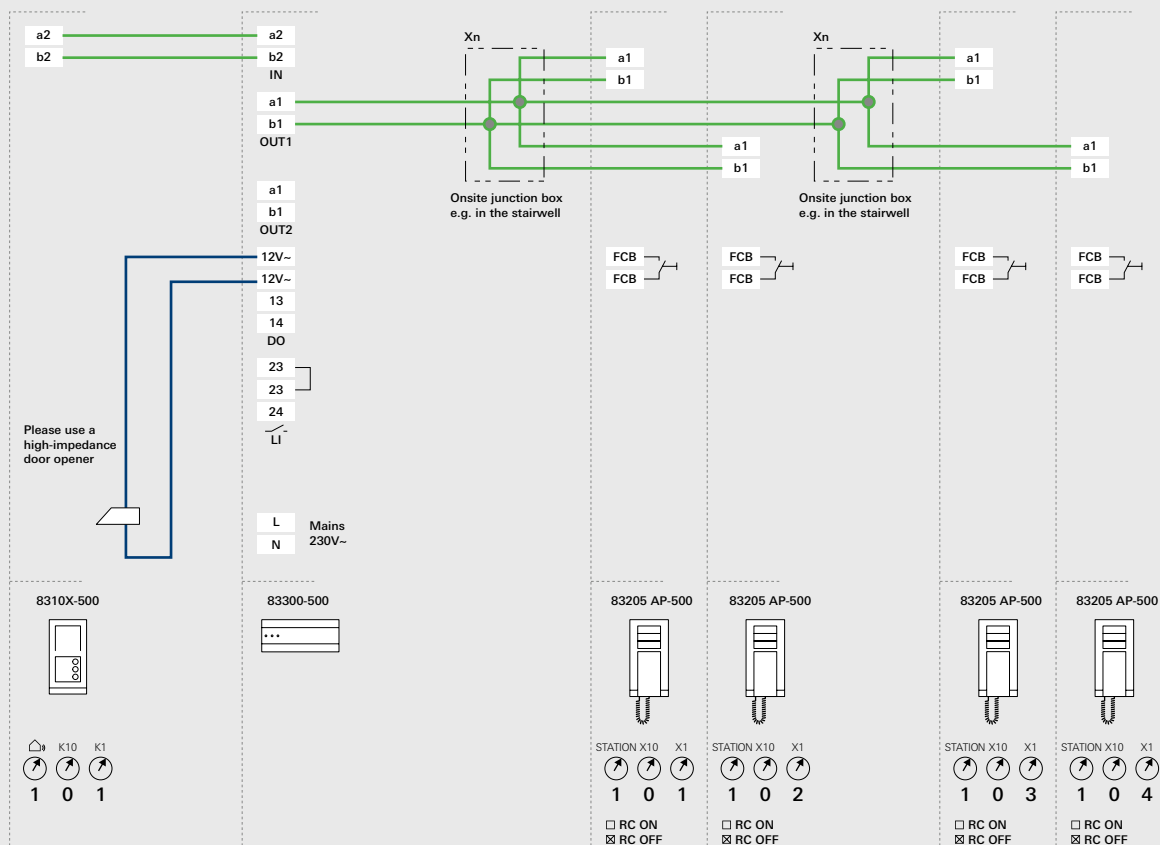 a2
b2
a2
b2
IN
a1
b1
OUT1
a1
b1
OUT2
12V~
12V~
13
14
DO
23
23
24
LI
L
N
Mains
230V~
Please use a
high-impedance
door opener
Xn
Onsite junction box
e.g. in the stairwell
a1
b1
a1
b1
Xn
Onsite junction box
e.g. in the stairwell
a1
b1
a1
b1
FCB
FCB
FCB
FCB
FCB
FCB
FCB
FCB
8310X-500
K10 K1
1 0 1
83300-500
83205 AP-500
STATION X10 X1
1 0 1
RC ON
RC OFF
83205 AP-500
STATION X10 X1
1 0 2
RC ON
RC OFF
83205 AP-500
STATION X10 X1
1 0 3
RC ON
RC OFF
83205 AP-500
STATION X10 X1
1 0 4
RC ON
RC OFF